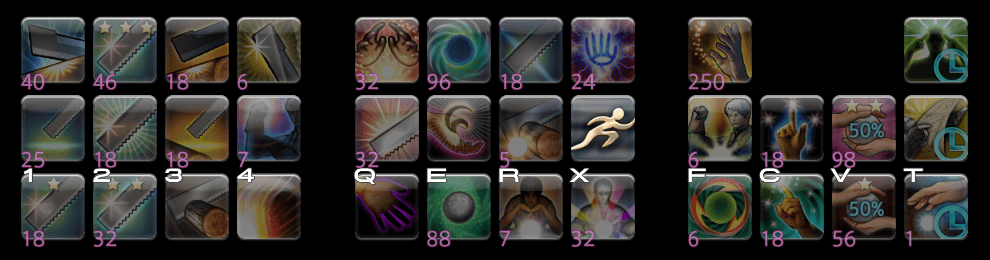 40 46 18 6 32 96 18 24 250
25 18 18 7 32 5 6 18 50% 98
1 2 3 4 Q E R X F C V T
18 32 88 7 32 6 18 50% 56 1